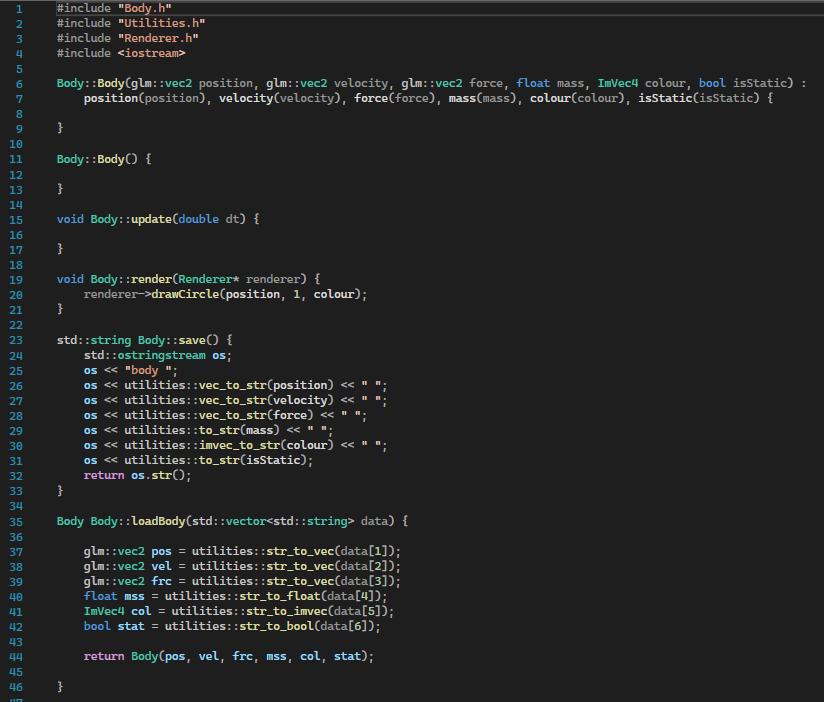 1 #include "Body.h"
2 #include "Utilities.h"
3 #include "Renderer.h"
4 #include <iostream>
5
6 Body::Body(glm::vec2 position, glm::vec2 velocity, glm::vec2 force, float mass, ImVec4 colour, bool isStatic) :
7     position(position), velocity(velocity), force(force), mass(mass), colour(colour), isStatic(isStatic) {
8
9 }
10
11 Body::Body() {
12
13 }
14
15 void Body::update(double dt) {
16
17 }
18
19 void Body::render(Renderer* renderer) {
20     renderer->drawCircle(position, 1, colour);
21 }
22
23 std::string Body::save() {
24     std::ostringstream os;
25     os << "body ";
26     os << utilities::vec_to_str(position) << " ";
27     os << utilities::vec_to_str(velocity) << " ";
28     os << utilities::vec_to_str(force) << " ";
29     os << utilities::to_str(mass) << " ";
30     os << utilities::imvec_to_str(colour) << " ";
31     os << utilities::to_str(isStatic);
32     return os.str();
33 }
34
35 Body Body::loadBody(std::vector<std::string> data) {
36
37     glm::vec2 pos = utilities::str_to_vec(data[1]);
38     glm::vec2 vel = utilities::str_to_vec(data[2]);
39     glm::vec2 frc = utilities::str_to_vec(data[3]);
40     float mss = utilities::str_to_float(data[4]);
41     ImVec4 col = utilities::str_to_imvec(data[5]);
42     bool stat = utilities::str_to_bool(data[6]);
43
44     return Body(pos, vel, frc, mss, col, stat);
45
46 }
47